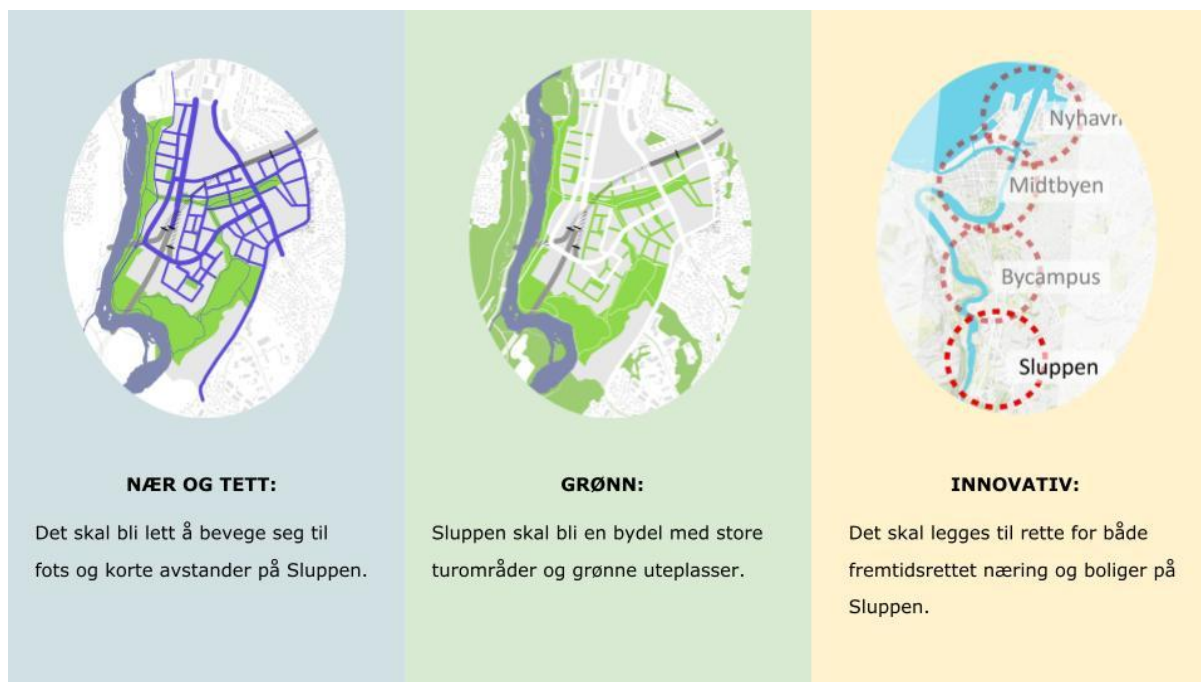 Nyhavn
Midtbyen
Bycampus
Sluppen
NÆR OG TETT:
Det skal bli lett å bevege seg til
fots og korte avstander på Sluppen.
GRØNN:
Sluppen skal bli en bydel med store
turområder og grønne uteplasser.
INNOVATIV:
Det skal legges til rette for både
fremtidsrettet næring og boliger på
Sluppen.